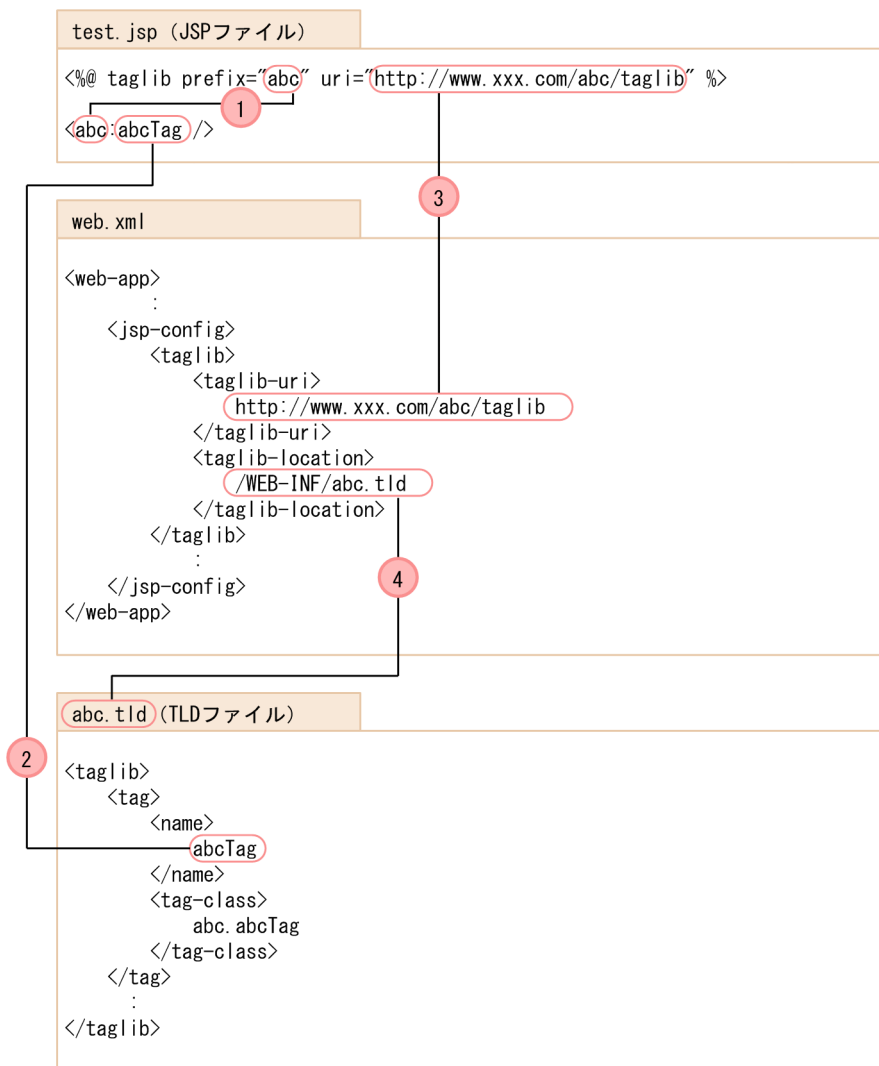 test.jsp (JSPファイル)
<%@ taglib prefix="abc" uri="http://www.xxx.com/abc/taglib" %>
1
<abc:abcTag />
3
web.xml
<web-app>
:
<jsp-config>
<taglib>
<taglib-uri>
http://www.xxx.com/abc/taglib
</taglib-uri>
<taglib-location>
/WEB-INF/abc.tld
</taglib-location>
</taglib>
:
4
</jsp-config>
</web-app>
abc.tld (TLDファイル)
2
<taglib>
<tag>
<name>
abcTag
</name>
<tag-class>
abc.abcTag
</tag-class>
</tag>
:
</taglib>